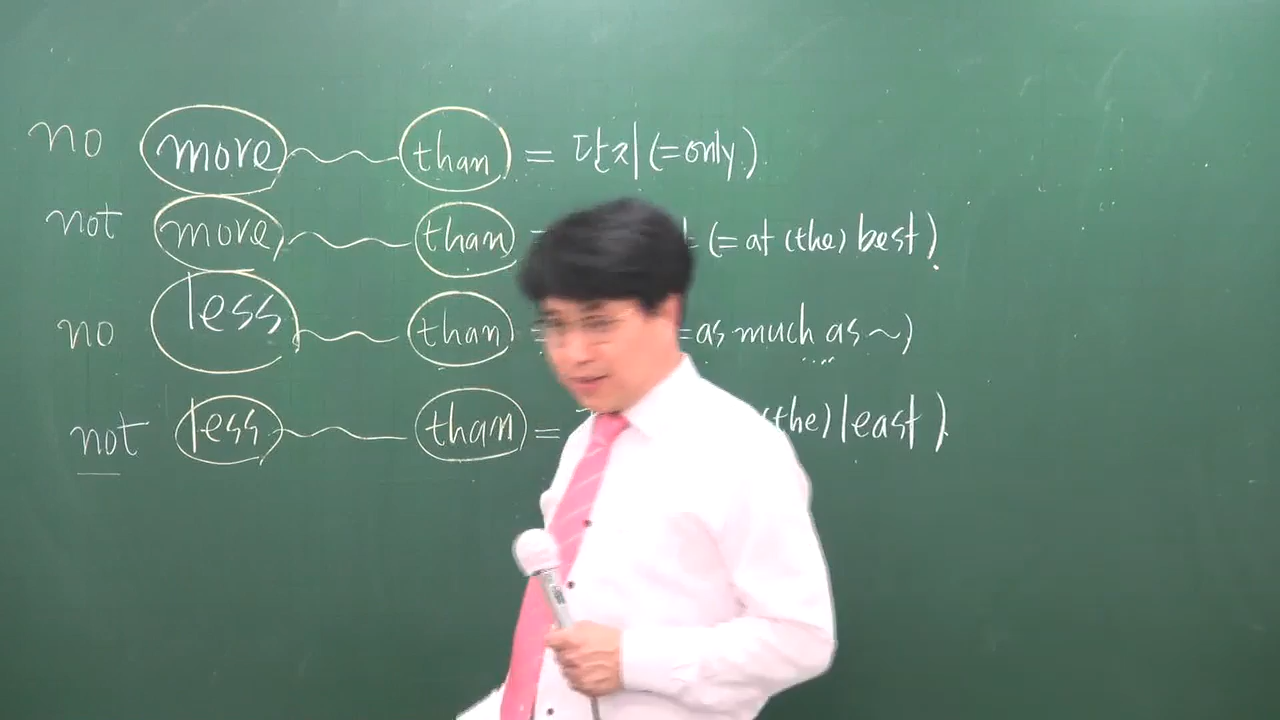 no more ~ than = 단지 (=only).
not more ~ than = (= at (the) best).
no less ~ than = =as much as ~)
not less ~ than = (the) least).